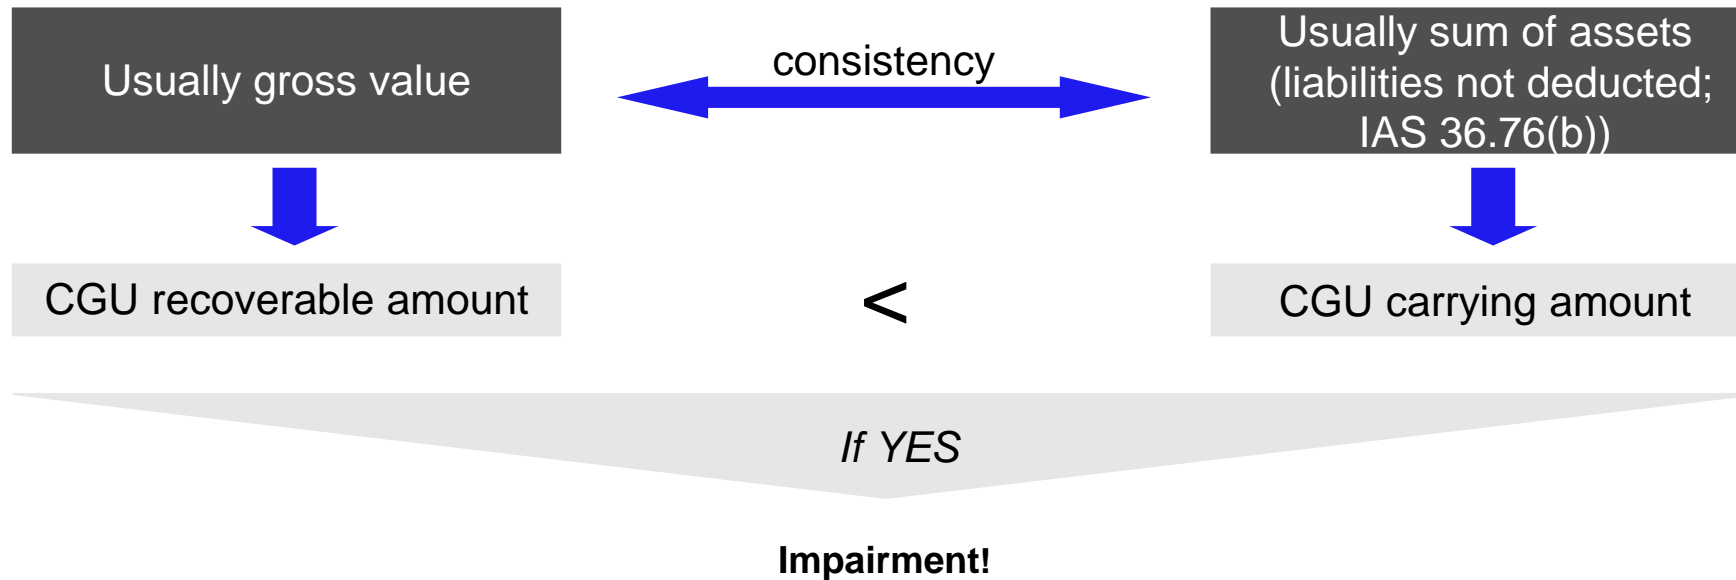 Usually gross value
consistency
Usually sum of assets
(liabilities not deducted;
IAS 36.76(b))
CGU recoverable amount
<
CGU carrying amount
If YES
Impairment!